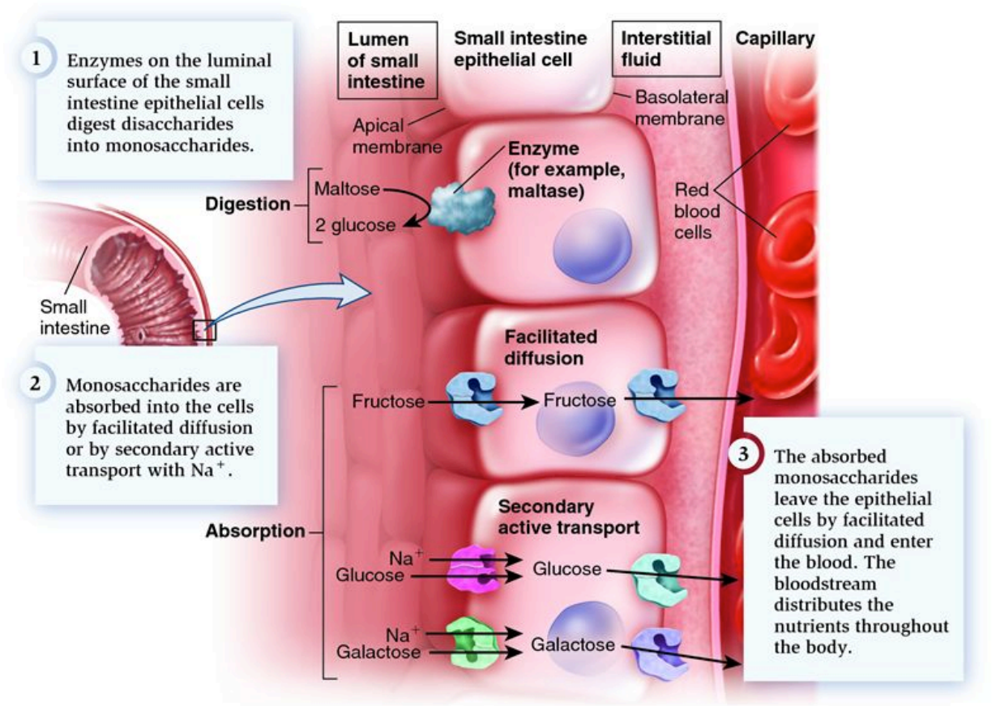 1
Enzymes on the luminal
surface of the small
intestine epithelial cells
digest disaccharides
into monosaccharides.
Lumen
of small
intestine
Small intestine
epithelial cell
Interstitial
fluid
Capillary
Apical
membrane
Basolateral
membrane
Enzyme
(for example,
maltase)
Digestion
Maltose
2 glucose
Red
blood
cells
Small
intestine
2
Monosaccharides are
absorbed into the cells
by facilitated diffusion
or by secondary active
transport with Na⁺.
Facilitated
diffusion
Fructose
Fructose
Absorption
Secondary
active transport
Na⁺
Glucose
Glucose
Na⁺
Galactose
Galactose
3
The absorbed
monosaccharides
leave the epithelial
cells by facilitated
diffusion and enter
the blood. The
bloodstream
distributes the
nutrients throughout
the body.